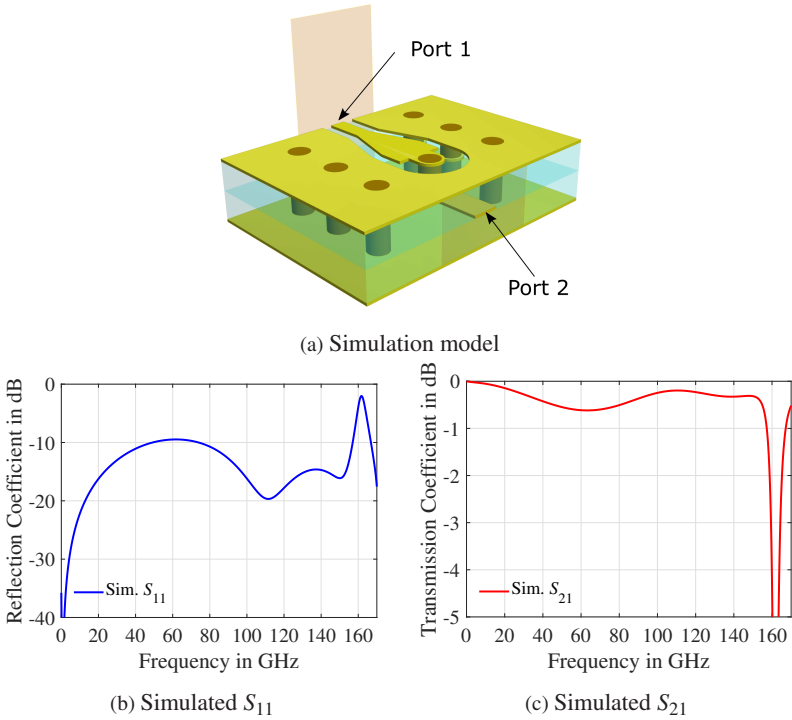 Port 1
Port 2
(a) Simulation model
Reflection Coefficient in dB
0
-10
-20
-30
-40
Sim. S11
0 20 40 60 80 100 120 140 160
Frequency in GHz
(b) Simulated S11
Transmission Coefficient in dB
0
-1
-2
-3
-4
-5
Sim. S21
0 20 40 60 80 100 120 140 160
Frequency in GHz
(c) Simulated S21